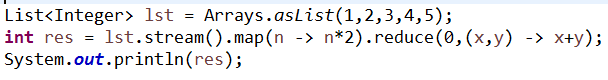 List<Integer> lst = Arrays.asList(1,2,3,4,5);
int res = lst.stream().map(n -> n*2).reduce(0,(x,y) -> x+y);
System.out.println(res);